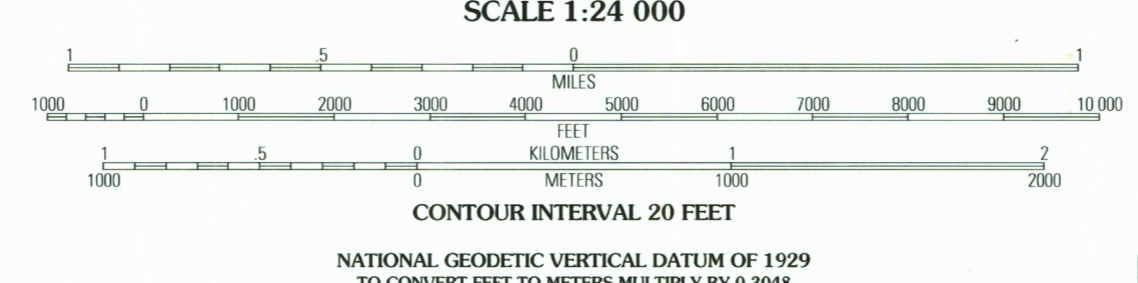 SCALE 1:24 000
1 .5 0 1
MILES
1000 0 1000 2000 3000 4000 5000 6000 7000 8000 9000 10 000
FEET
1 .5 0 KILOMETERS 1 2
1000 0 METERS 1000 2000
CONTOUR INTERVAL 20 FEET
NATIONAL GEODETIC VERTICAL DATUM OF 1929
TO CONVERT FEET TO METERS MULTIPLY BY 0.3048